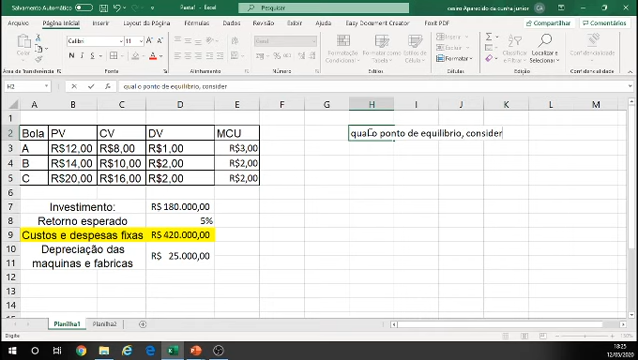 Salvamento Automático
Pasta1 - Excel
Pesquisar
casiro Aparecido da cunha junior
Arquivo Página Inicial Inserir Layout da Página Fórmulas Dados Revisão Exibir Ajuda Easy Document Creator Foxit PDF
Compartilhar Comentários
Colar Calibri 11 Geral Formatação Condicional Formatar como Tabela Estilos de Célula Inserir Excluir Formatar Classificar e Filtrar Localizar e Selecionar Confidencialidade
Área de Transf... Fonte Alinhamento Número Estilos Células Edição Confidencialidade
H2 qual o ponto de equilibrio, consider
A B C D E F G H I J K L M
1
2 Bola PV CV DV MCU qual o ponto de equilibrio, consider
3 A R$12,00 R$8,00 R$1,00 R$3,00
4 B R$14,00 R$10,00 R$2,00 R$2,00
5 C R$20,00 R$16,00 R$2,00 R$2,00
6
7 Investimento: R$ 180.000,00
8 Retorno esperado 5%
9 Custos e despesas fixas R$ 420.000,00
10 Depreciação das
11 maquinas e fabricas R$ 25.000,00
12
13
14
Planilha1 Planilha2
Digite 100%
18:25
12/05/2020